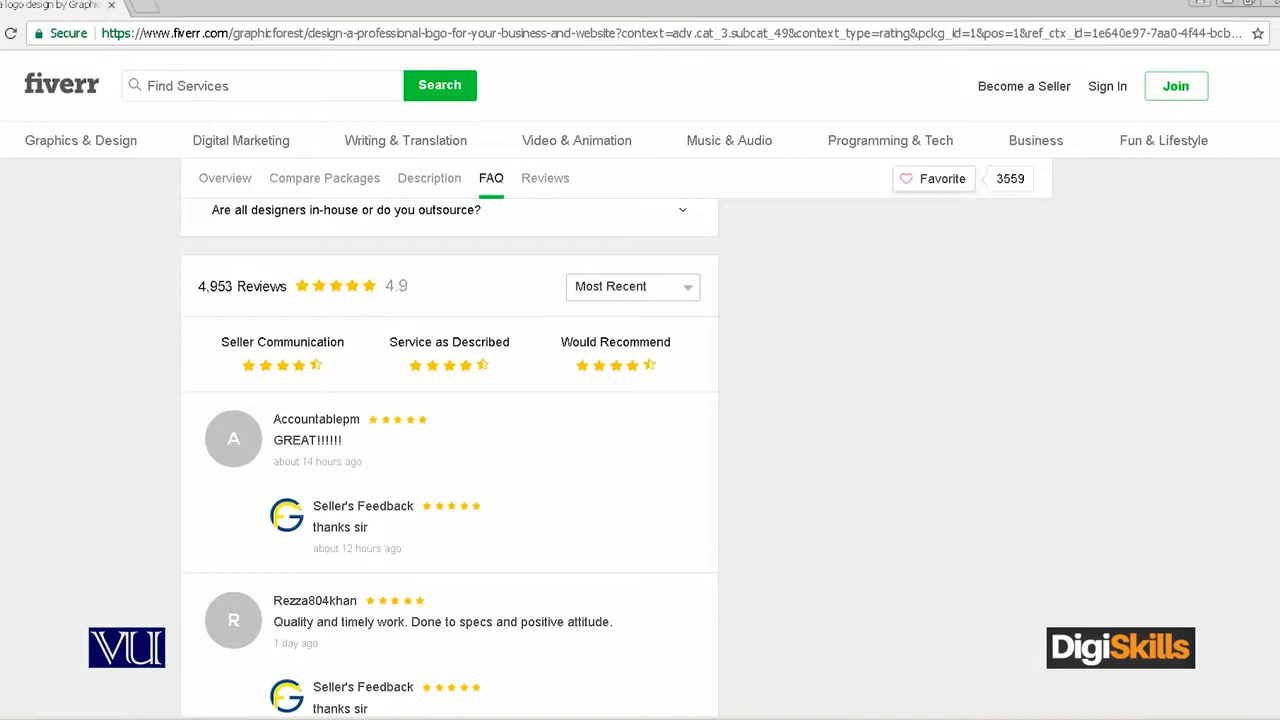 a logo design by Graphic
Secure
https://www.fiverr.com/graphicforest/design-a-professional-logo-for-your-business-and-website?context=adv.cat_3.subcat_49&context_type=rating&pckg_id=1&pos=1&ref_ctx_id=1e640e97-7aa0-4f44-bcb...
fiverr
Find Services
Search
Become a Seller
Sign In
Join
Graphics & Design
Digital Marketing
Writing & Translation
Video & Animation
Music & Audio
Programming & Tech
Business
Fun & Lifestyle
Overview
Compare Packages
Description
FAQ
Reviews
Favorite
3559
Are all designers in-house or do you outsource?
4,953 Reviews
4.9
Most Recent
Seller Communication
Service as Described
Would Recommend
A
Accountablepm
GREAT!!!!!!
about 14 hours ago
Seller's Feedback
thanks sir
about 12 hours ago
R
Rezza804khan
Quality and timely work. Done to specs and positive attitude.
1 day ago
Seller's Feedback
thanks sir
VU
DigiSkills